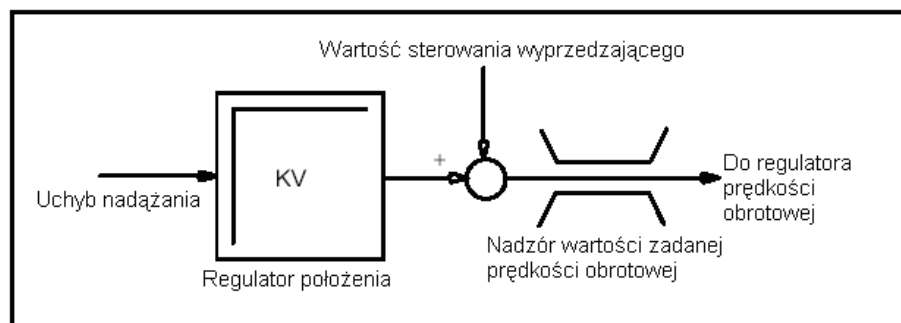 Wartość sterowania wyprzedzającego
+
KV
Uchyb nadążania
Regulator położenia
Do regulatora
prędkości
obrotowej
Nadzór wartości zadanej
prędkości obrotowej